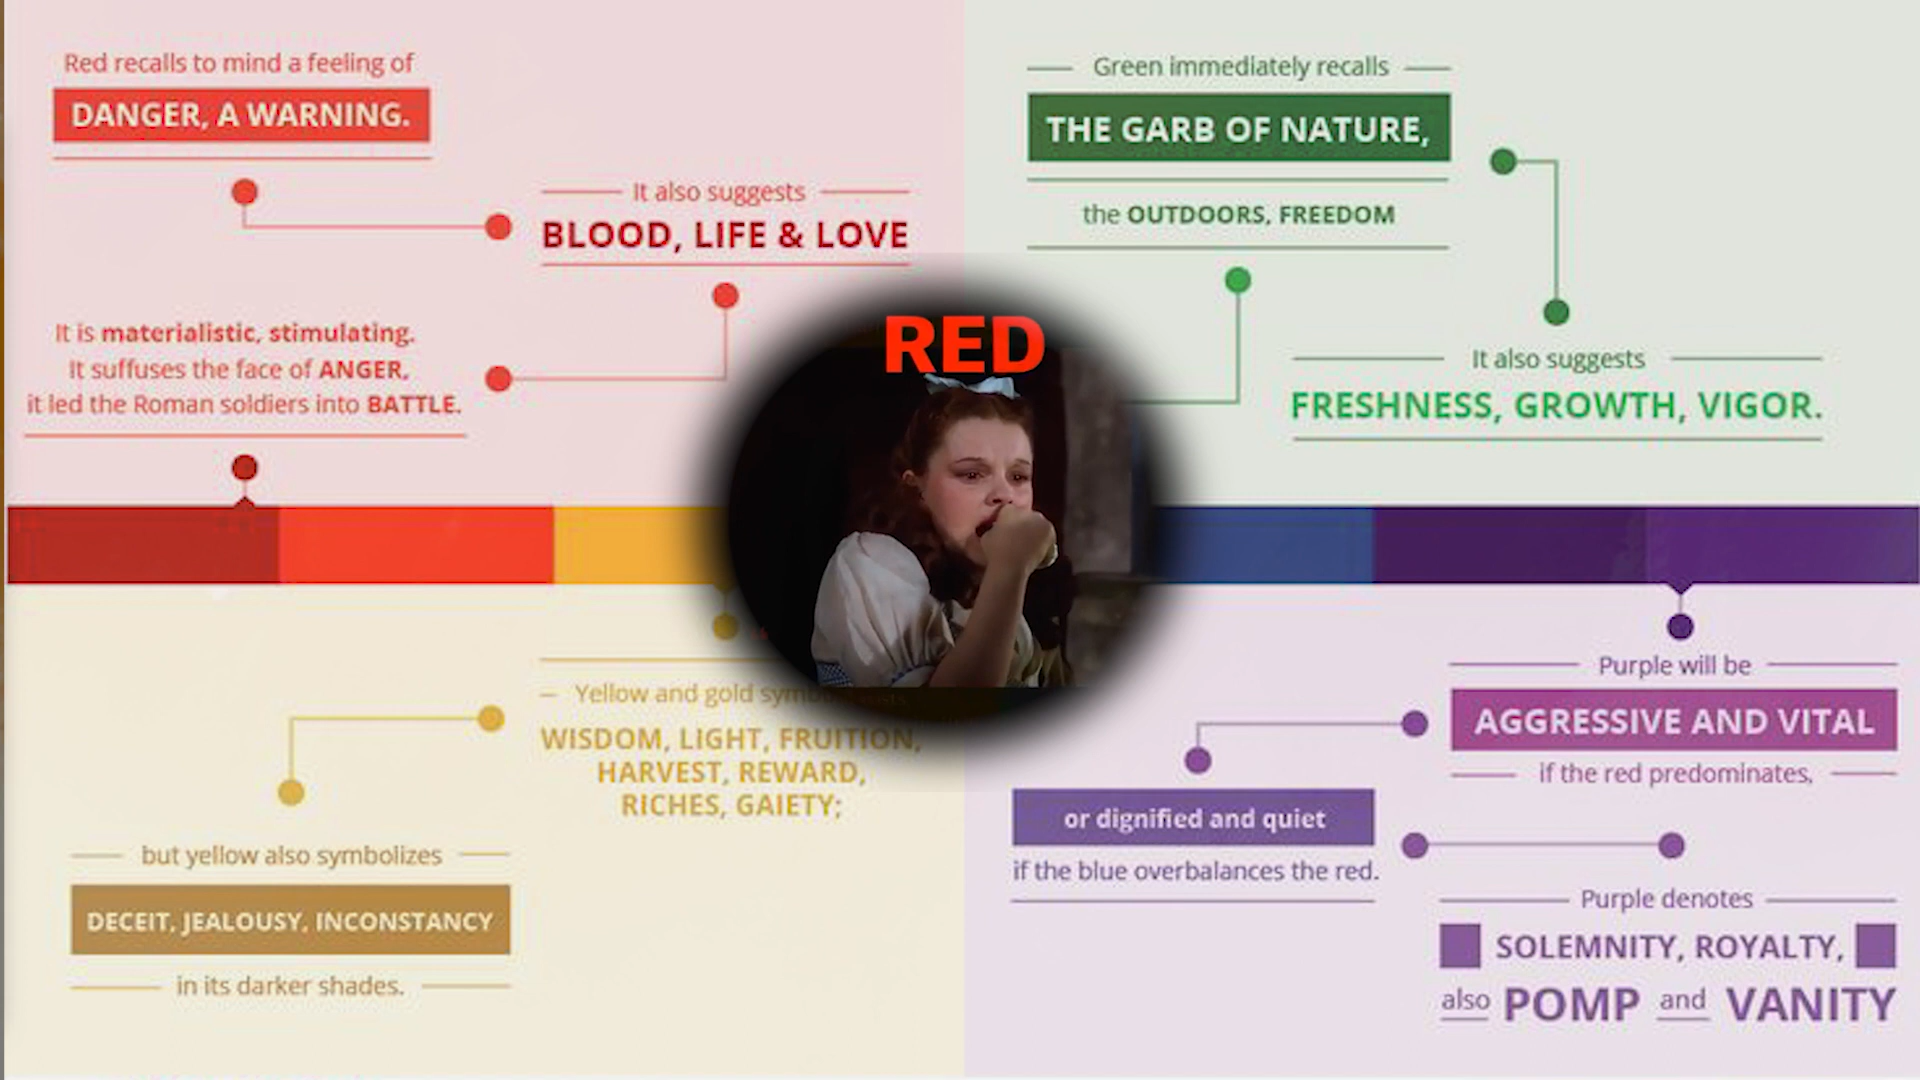 Red recalls to mind a feeling of
DANGER, A WARNING.
It also suggests
BLOOD, LIFE & LOVE
It is materialistic, stimulating.
It suffuses the face of ANGER,
it led the Roman soldiers into BATTLE.
Green immediately recalls
THE GARB OF NATURE,
the OUTDOORS, FREEDOM
It also suggests
FRESHNESS, GROWTH, VIGOR.
RED
Yellow and gold
WISDOM, LIGHT, FRUITION,
HARVEST, REWARD,
RICHES, GAIETY;
but yellow also symbolizes
DECEIT, JEALOUSY, INCONSTANCY
in its darker shades.
Purple will be
AGGRESSIVE AND VITAL
if the red predominates,
or dignified and quiet
if the blue overbalances the red.
Purple denotes
SOLEMNITY, ROYALTY,
also POMP and VANITY